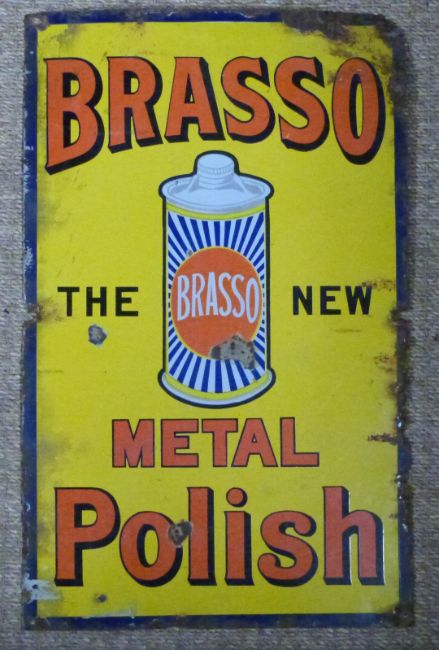 BRASSO
THE NEW
BRASSO
METAL
Polish